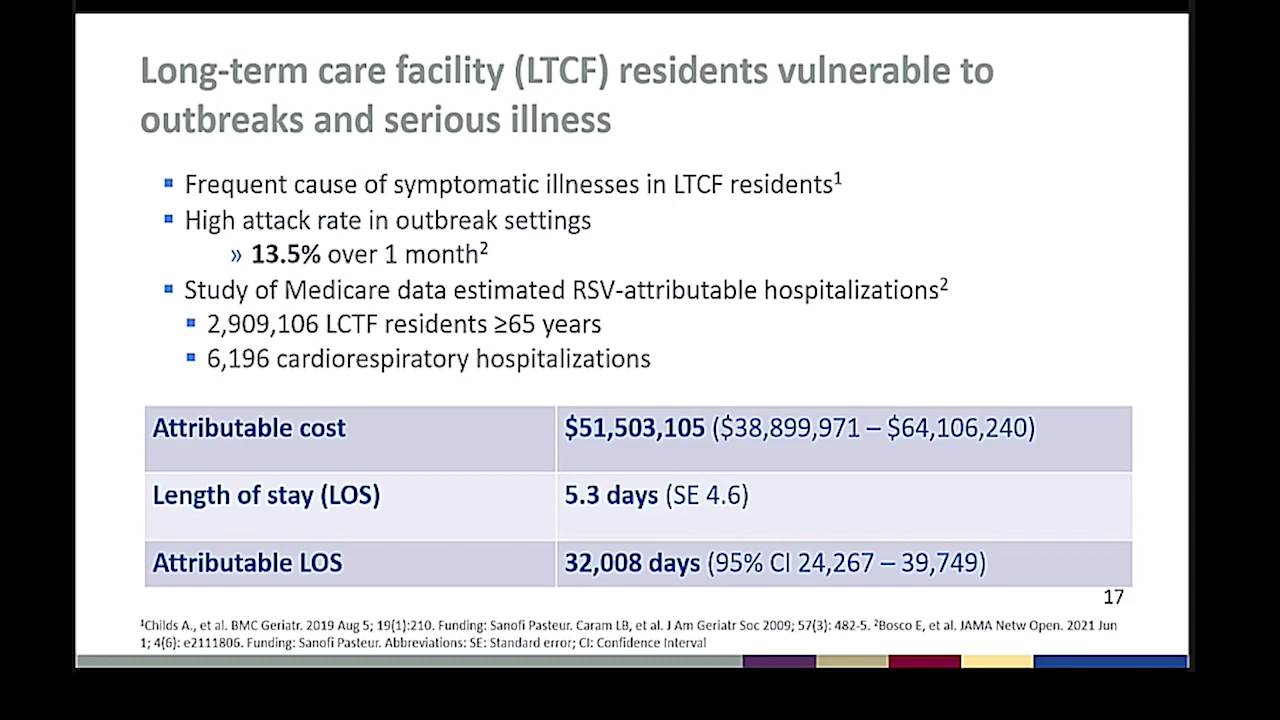 Long-term care facility (LTCF) residents vulnerable to
outbreaks and serious illness
▪ Frequent cause of symptomatic illnesses in LTCF residents¹
▪ High attack rate in outbreak settings
» 13.5% over 1 month²
▪ Study of Medicare data estimated RSV-attributable hospitalizations²
▪ 2,909,106 LCTF residents ≥65 years
▪ 6,196 cardiorespiratory hospitalizations
Attributable cost $51,503,105 ($38,899,971 – $64,106,240)
Length of stay (LOS) 5.3 days (SE 4.6)
Attributable LOS 32,008 days (95% CI 24,267 – 39,749)
17
¹Childs A., et al. BMC Geriatr. 2019 Aug 5; 19(1):210. Funding: Sanofi Pasteur. Caram LB, et al. J Am Geriatr Soc 2009; 57(3): 482-5. ²Bosco E, et al. JAMA Netw Open. 2021 Jun
1; 4(6): e2111806. Funding: Sanofi Pasteur. Abbreviations: SE: Standard error; CI: Confidence Interval